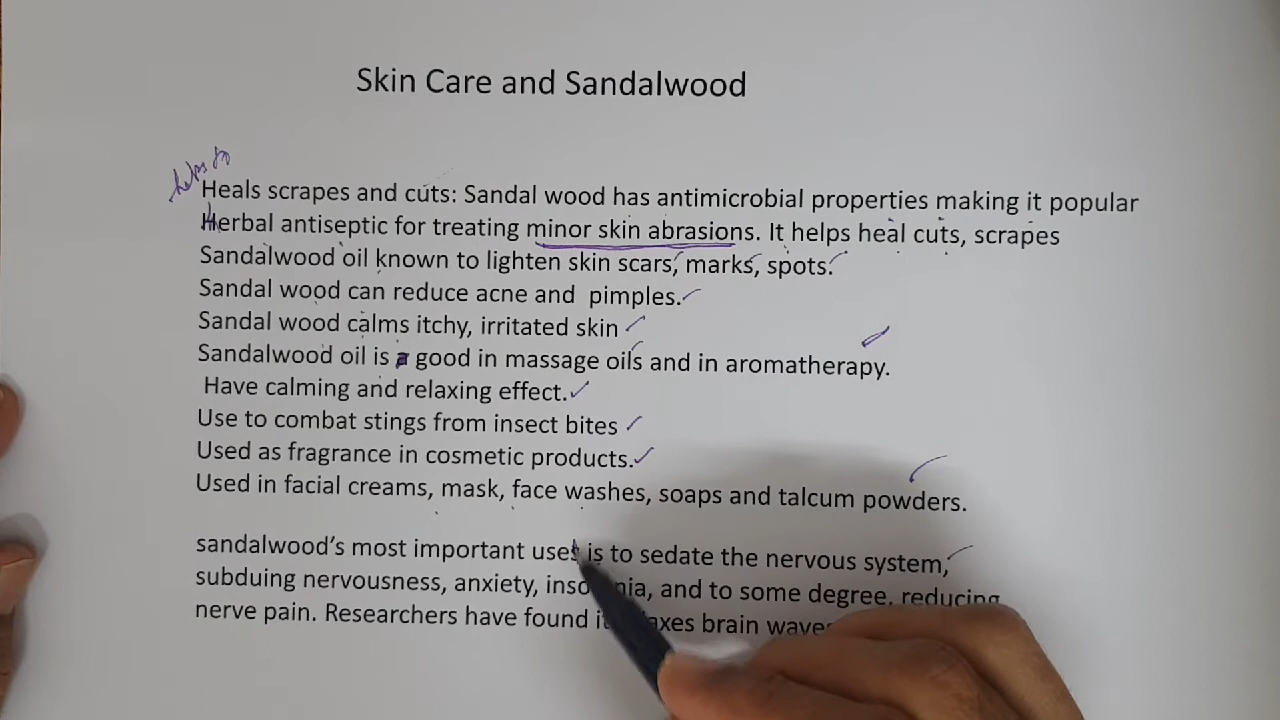 Skin Care and Sandalwood
helps to
Heals scrapes and cuts: Sandal wood has antimicrobial properties making it popular
Herbal antiseptic for treating minor skin abrasions. It helps heal cuts, scrapes
Sandalwood oil known to lighten skin scars, marks, spots.
Sandal wood can reduce acne and pimples.
Sandal wood calms itchy, irritated skin
Sandalwood oil is a good in massage oils and in aromatherapy.
Have calming and relaxing effect.
Use to combat stings from insect bites
Used as fragrance in cosmetic products.
Used in facial creams, mask, face washes, soaps and talcum powders.
sandalwood's most important uses is to sedate the nervous system,
subduing nervousness, anxiety, and to some degree, reducing
nerve pain. Researchers have found brain waves